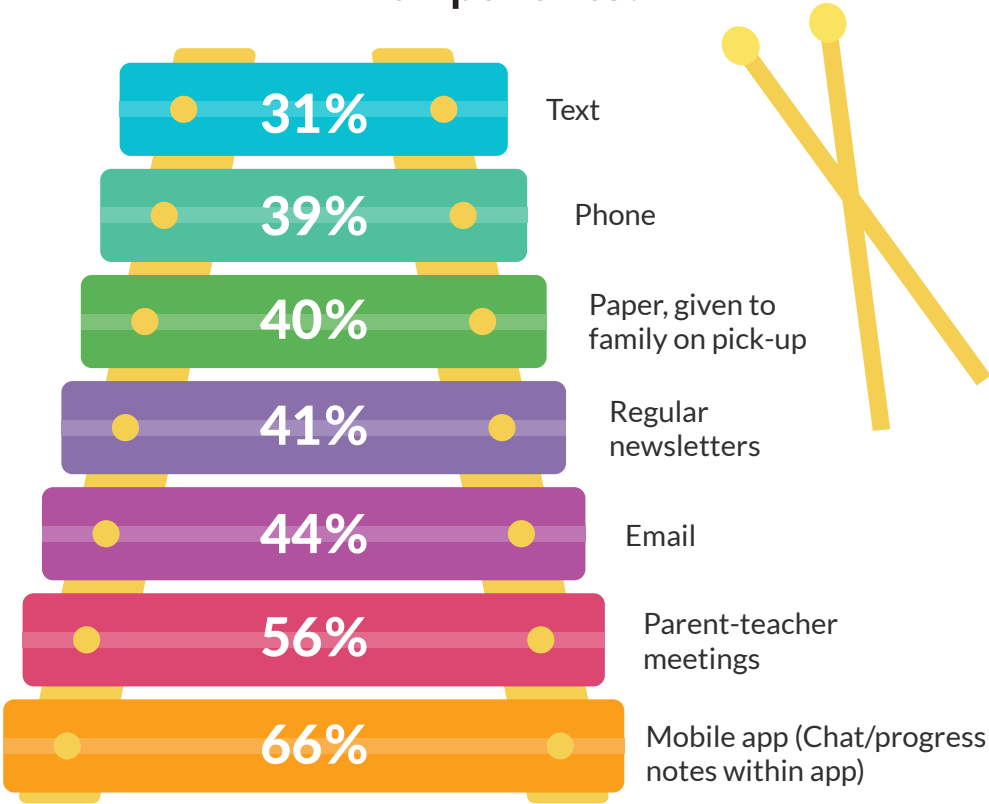 31%
Text
39%
Phone
40%
Paper, given to
family on pick-up
41%
Regular
newsletters
44%
Email
56%
Parent-teacher
meetings
66%
Mobile app (Chat/progress
notes within app)